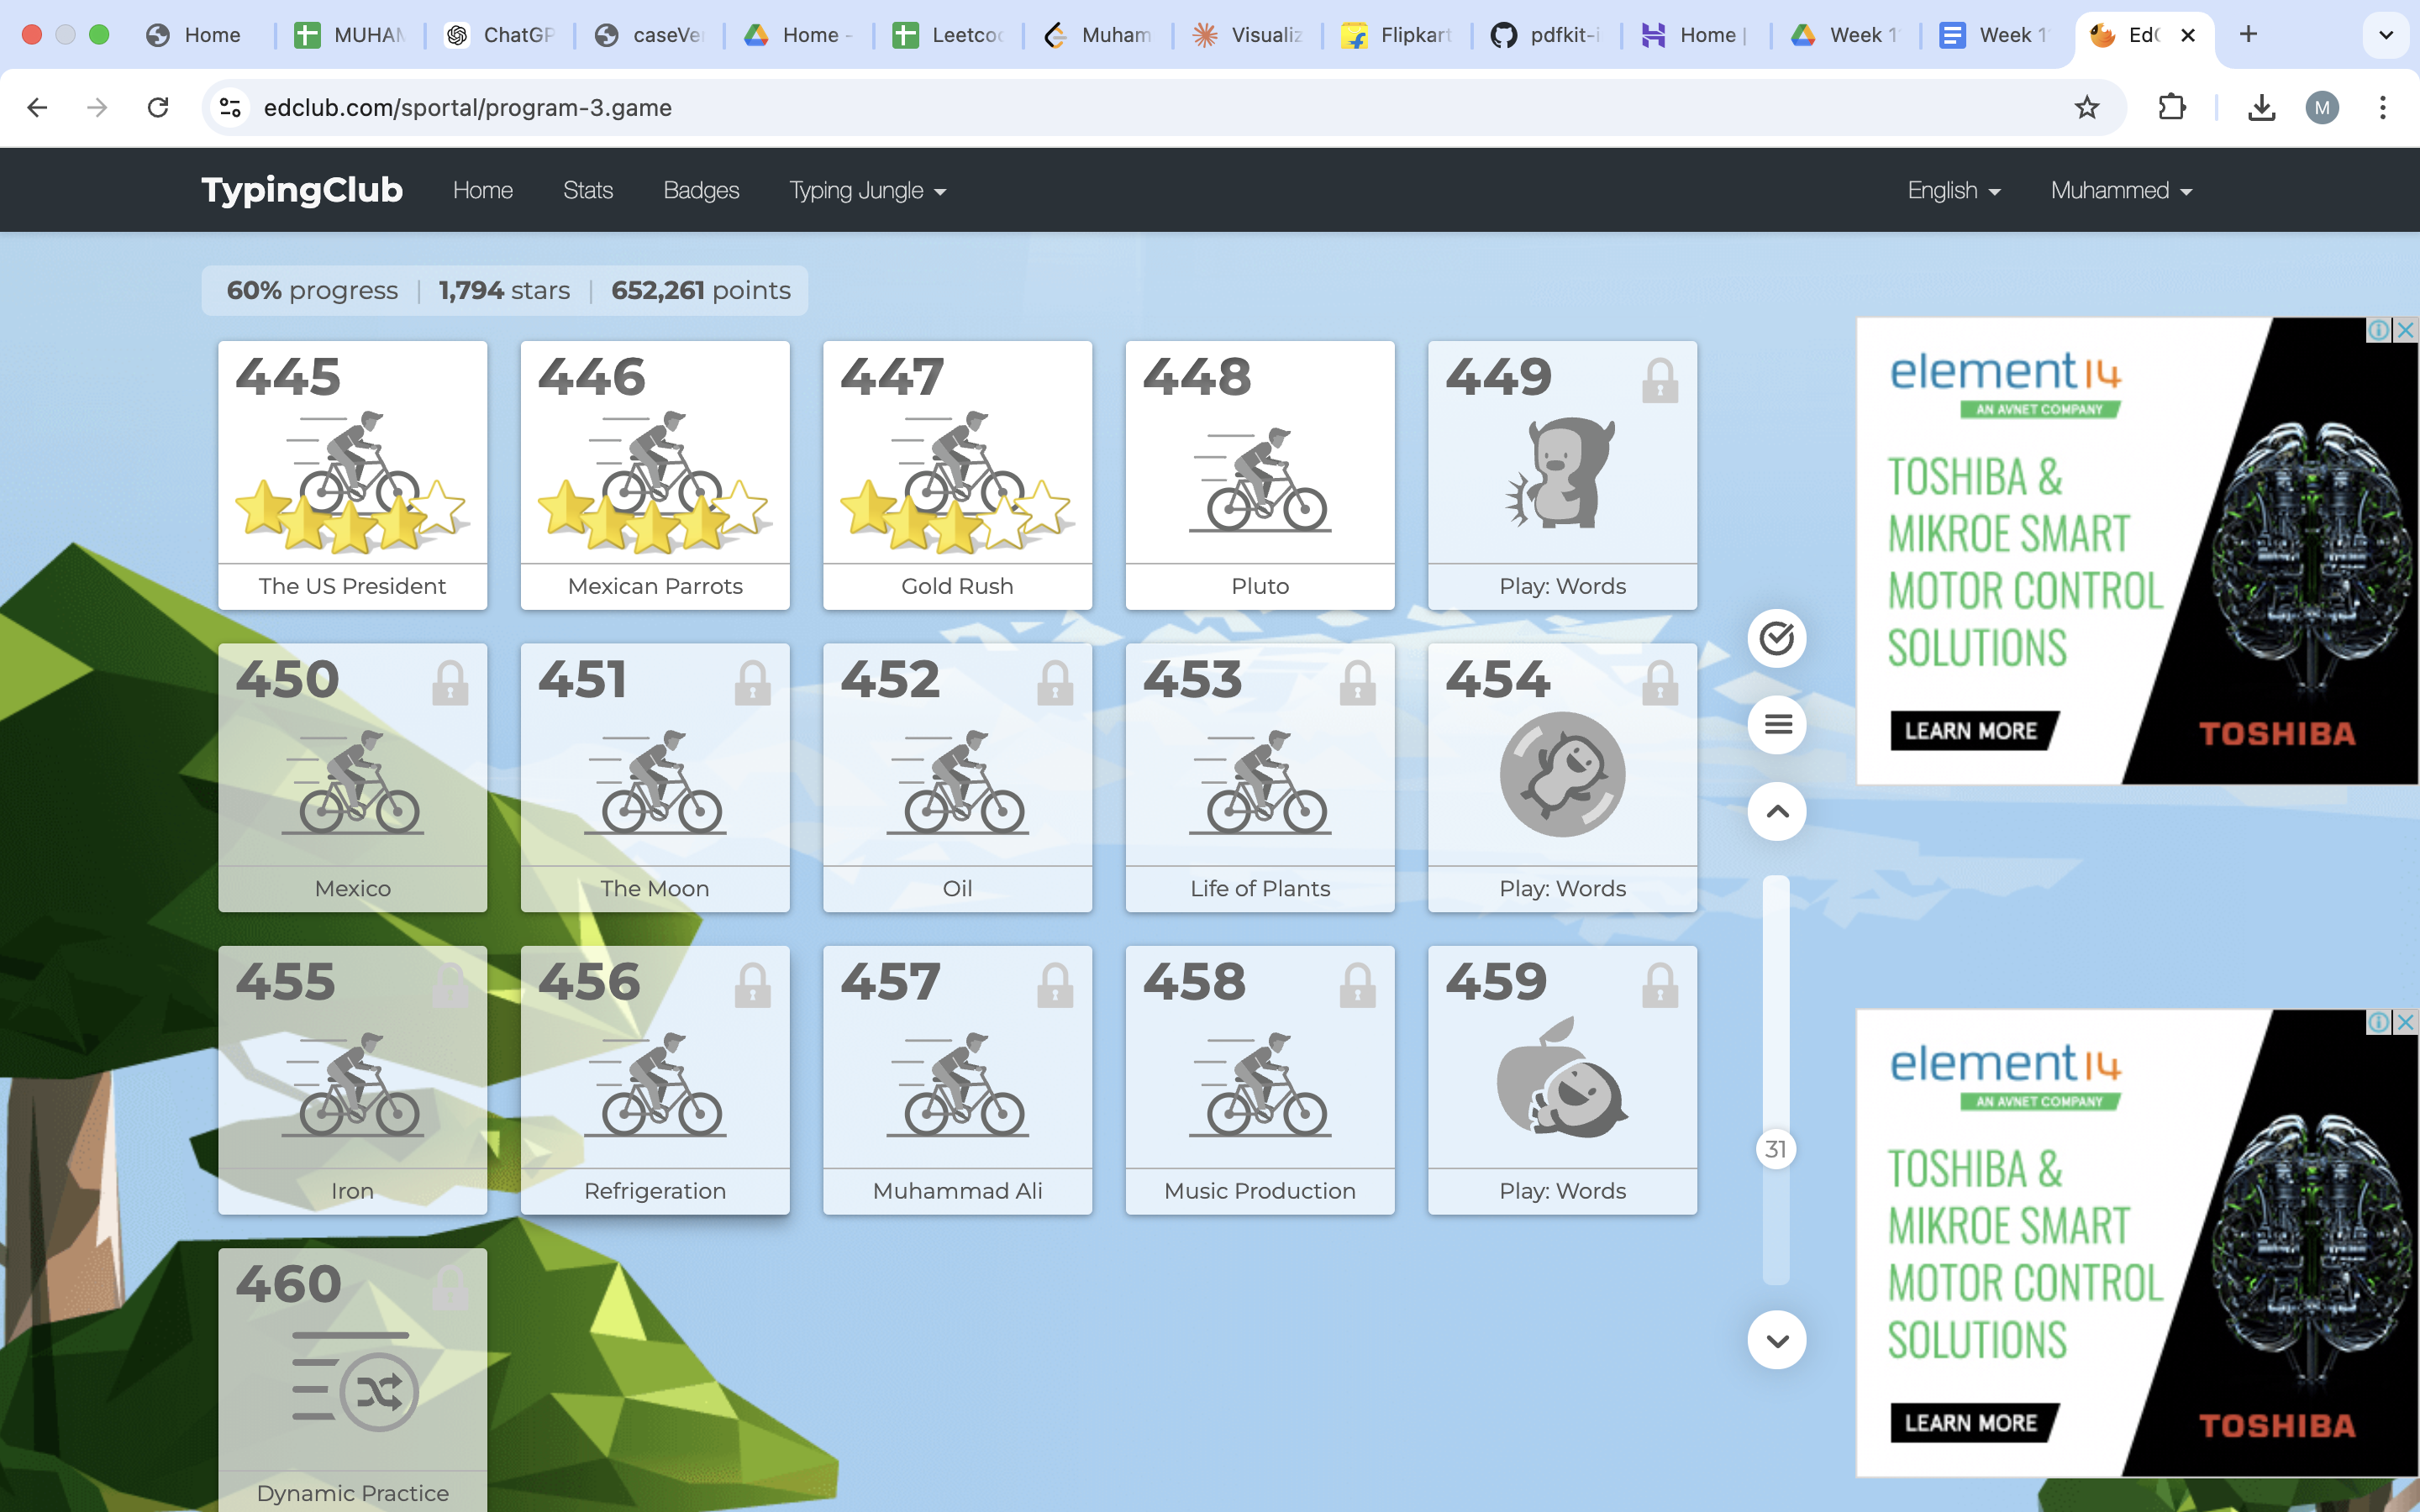 Home MUHAM ChatGP caseVe Home - Leetco Muham Visualiz Flipkart pdfkit-i Home | Week 1 Week 1 Ed
edclub.com/sportal/program-3.game
M
TypingClub Home Stats Badges Typing Jungle English Muhammed
60% progress | 1,794 stars | 652,261 points
445 446 447 448 449
The US President Mexican Parrots Gold Rush Pluto Play: Words
450 451 452 453 454
Mexico The Moon Oil Life of Plants Play: Words
455 456 457 458 459
Iron Refrigeration Muhammad Ali Music Production Play: Words
460
Dynamic Practice
31
element14
AN AVNET COMPANY
TOSHIBA &
MIKROE SMART
MOTOR CONTROL
SOLUTIONS
LEARN MORE
TOSHIBA
element14
AN AVNET COMPANY
TOSHIBA &
MIKROE SMART
MOTOR CONTROL
SOLUTIONS
LEARN MORE
TOSHIBA